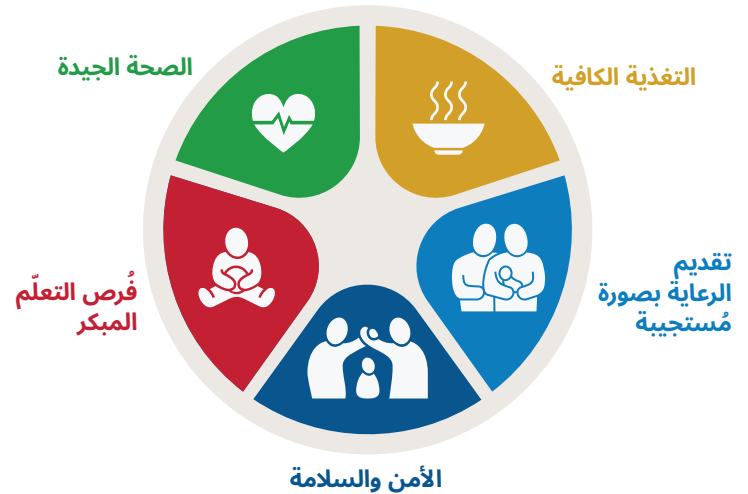 الصحة الجيدة
التغذية الكافية
تقديم
الرعاية بصورة
مُستجيبة
الأمن والسلامة
فُرص التعلّم
المبكر